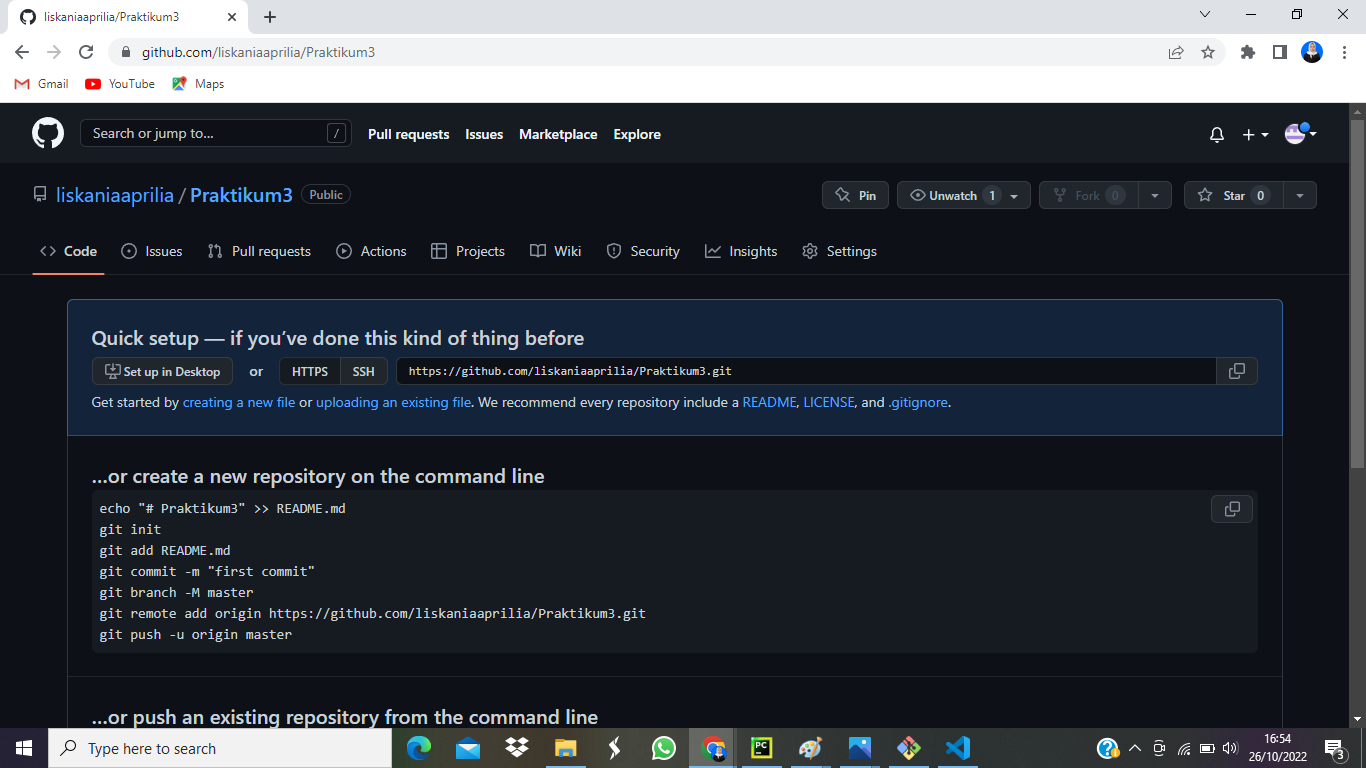 liskaniaaprilia/Praktikum3
github.com/liskaniaaprilia/Praktikum3
Gmail YouTube Maps
Search or jump to... / Pull requests Issues Marketplace Explore
liskaniaaprilia / Praktikum3 Public Pin Unwatch 1 Fork 0 Star 0
Code Issues Pull requests Actions Projects Wiki Security Insights Settings
Quick setup — if you’ve done this kind of thing before
Set up in Desktop or HTTPS SSH https://github.com/liskaniaaprilia/Praktikum3.git
Get started by creating a new file or uploading an existing file. We recommend every repository include a README, LICENSE, and .gitignore.
…or create a new repository on the command line
echo "# Praktikum3" >> README.md
git init
git add README.md
git commit -m "first commit"
git branch -M master
git remote add origin https://github.com/liskaniaaprilia/Praktikum3.git
git push -u origin master
…or push an existing repository from the command line
Type here to search PC 16:54
26/10/2022 3